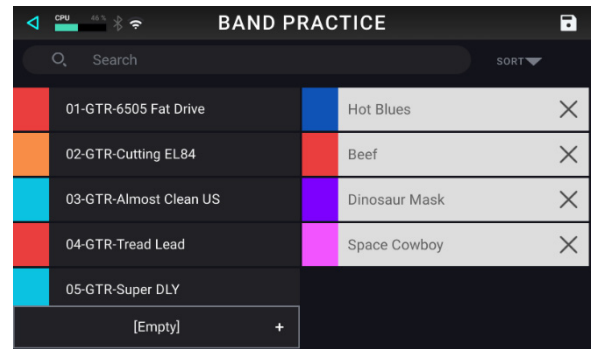 CPU 46 % BAND PRACTICE
Search SORT
01-GTR-6505 Fat Drive
02-GTR-Cutting EL84
03-GTR-Almost Clean US
04-GTR-Tread Lead
05-GTR-Super DLY
[Empty] +
Hot Blues
Beef
Dinosaur Mask
Space Cowboy